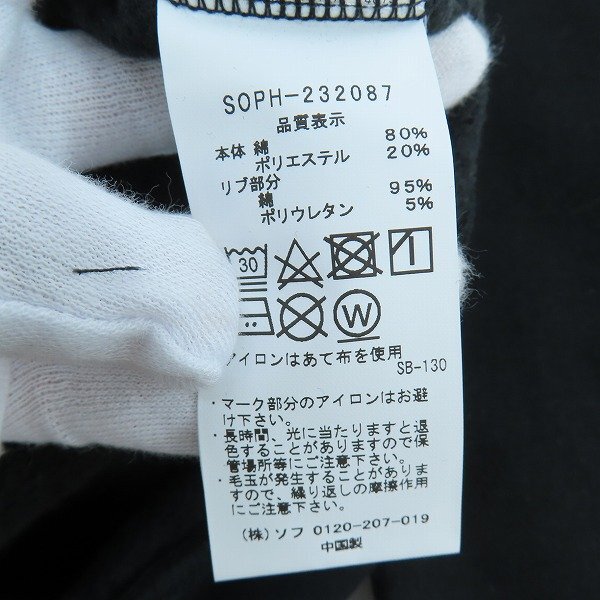 SOPH-232087
品質表示
本体 綿 80%
ポリエステル 20%
リブ部分
綿 95%
ポリウレタン 5%
30
W
アイロンはあて布を使用
SB-130
・マーク部分のアイロンはお避
け下さい。
・長時間、光に当たりますと退
色することがありますので保
管場所等にご注意下さい。
・毛玉が発生することがありま
すので、繰り返しの摩擦作用
にご注意下さい。
(株) ソフ 0120-207-019
中国製